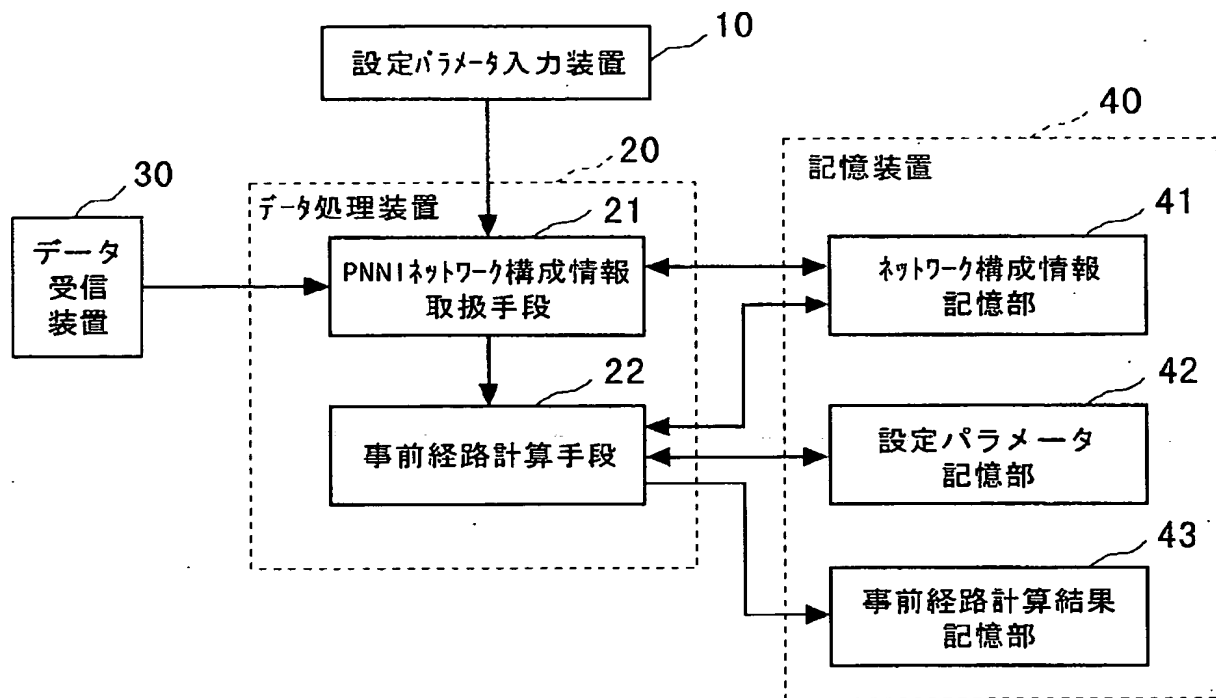 10
設定パラメータ入力装置
40
20
記憶装置
30
データ処理装置
21
41
データ
受信
装置
PNNIネットワーク構成情報
取扱手段
ネットワーク構成情報
記憶部
22
42
事前経路計算手段
設定パラメータ
記憶部
43
事前経路計算結果
記憶部